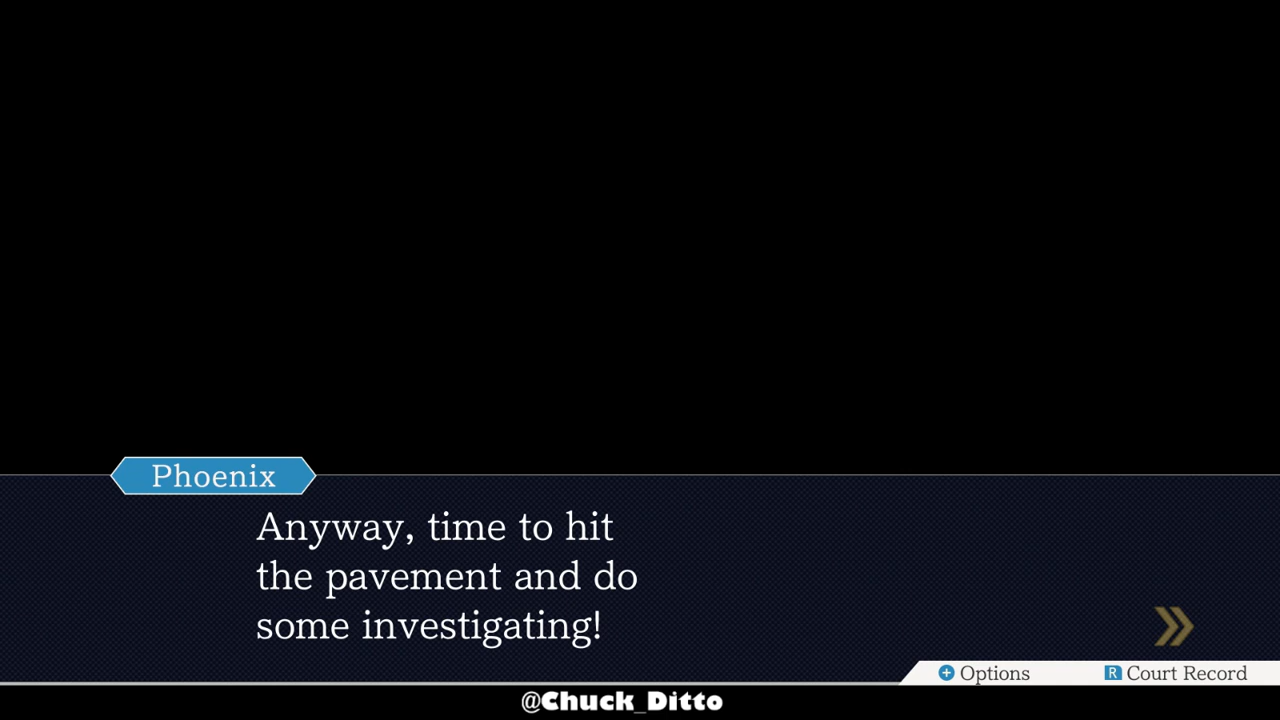 Phoenix
Anyway, time to hit
the pavement and do
some investigating!
Options
R Court Record
@Chuck_Ditto